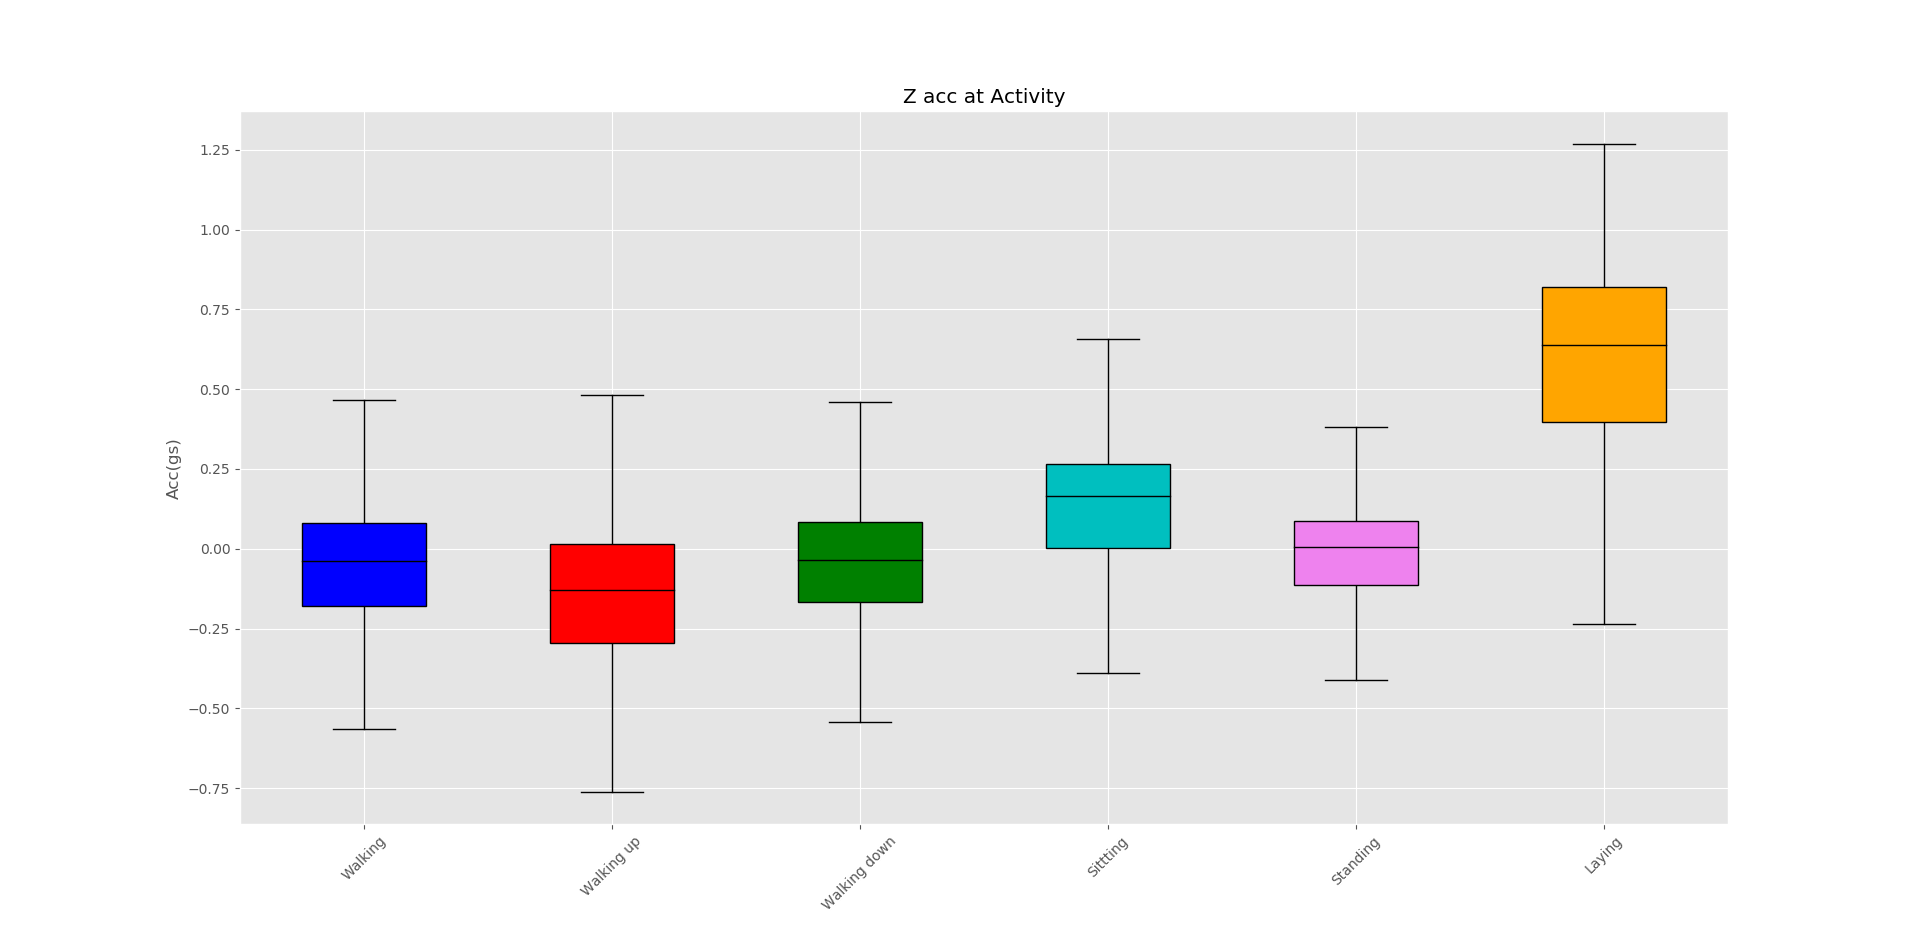 Z acc at Activity
1.25
1.00
0.75
0.50
0.25
0.00
−0.25
−0.50
−0.75
Acc(gs)
Walking
Walking up
Walking down
Sittting
Standing
Laying